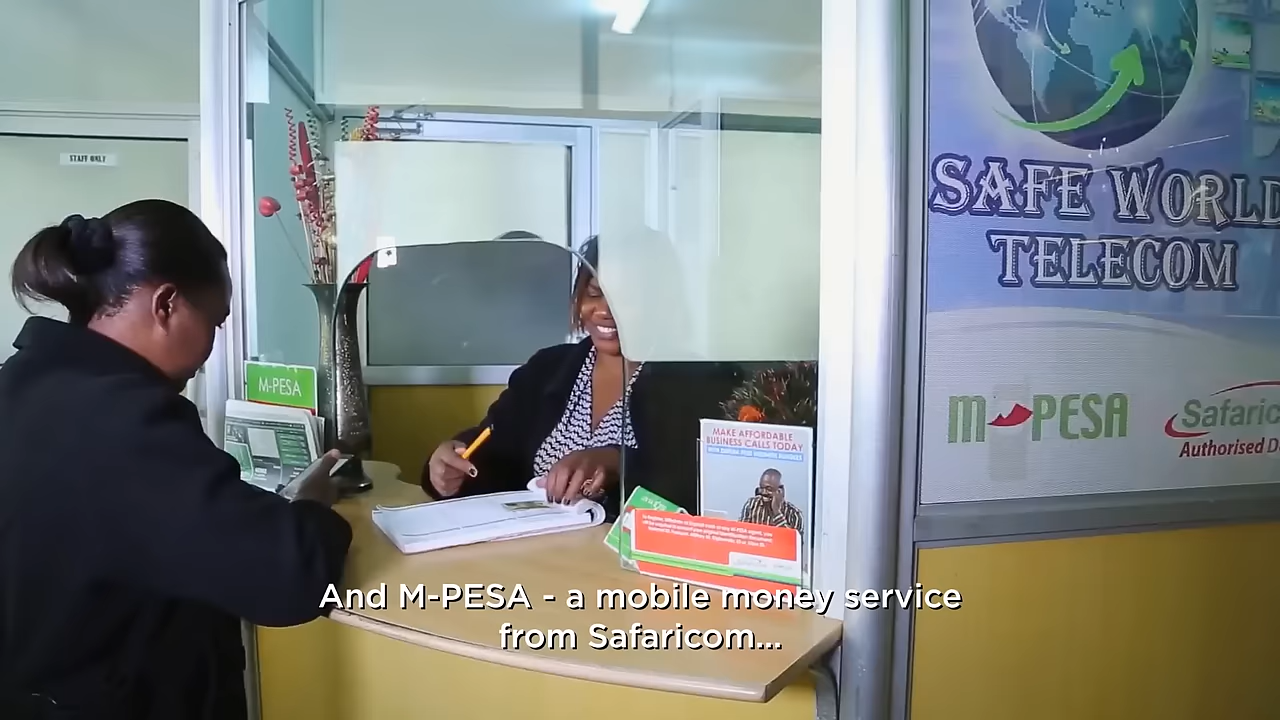 STAFF ONLY
SAFE WORLD
TELECOM
M-PESA
M-PESA
Safaric
Authorised D
MAKE AFFORDABLE
BUSINESS CALLS TODAY
And M-PESA - a mobile money service
from Safaricom...